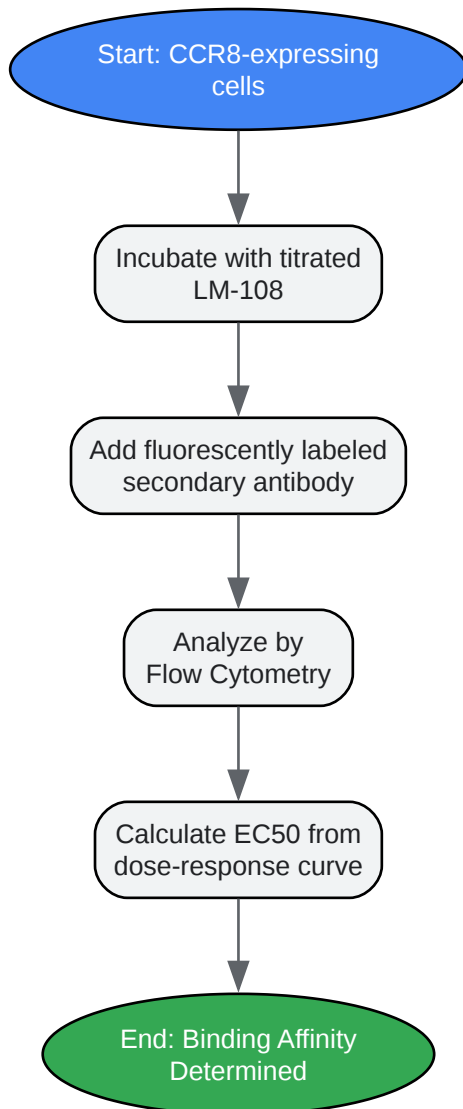 Start: CCR8-expressing
cells
Incubate with titrated
LM-108
Add fluorescently labeled
secondary antibody
Analyze by
Flow Cytometry
Calculate EC50 from
dose-response curve
End: Binding Affinity
Determined